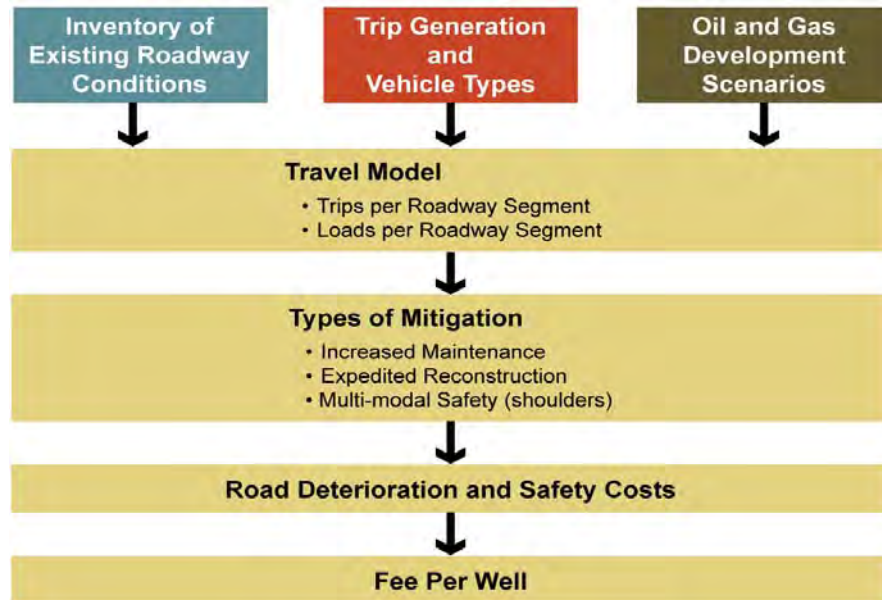 Inventory of
Existing Roadway
Conditions
Trip Generation
and
Vehicle Types
Oil and Gas
Development
Scenarios
Travel Model
• Trips per Roadway Segment
• Loads per Roadway Segment
Types of Mitigation
• Increased Maintenance
• Expedited Reconstruction
• Multi-modal Safety (shoulders)
Road Deterioration and Safety Costs
Fee Per Well